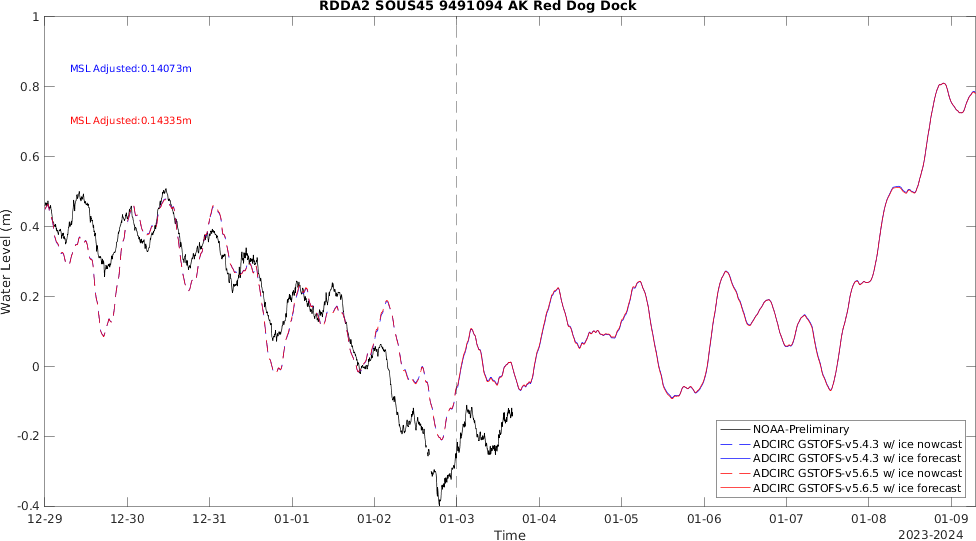 RDDA2 SOUS45 9491094 AK Red Dog Dock
1
0.8
0.6
0.4
0.2
0
-0.2
-0.4
Water Level (m)
MSL Adjusted:0.14073m
MSL Adjusted:0.14335m
NOAA-Preliminary
ADCIRC GSTOFS-v5.4.3 w/ ice nowcast
ADCIRC GSTOFS-v5.4.3 w/ ice forecast
ADCIRC GSTOFS-v5.6.5 w/ ice nowcast
ADCIRC GSTOFS-v5.6.5 w/ ice forecast
12-29 12-30 12-31 01-01 01-02 01-03 01-04 01-05 01-06 01-07 01-08 01-09
Time
2023-2024